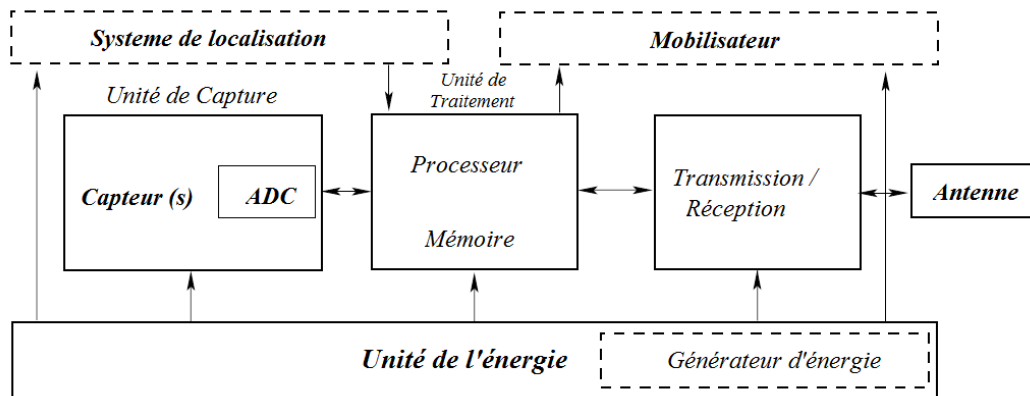 Systeme de localisation
Mobilisateur
Unité de Capture
Unité de
Traitement
Capteur (s)
ADC
Processeur
Mémoire
Transmission /
Réception
Antenne
Unité de l'énergie
Générateur d'énergie